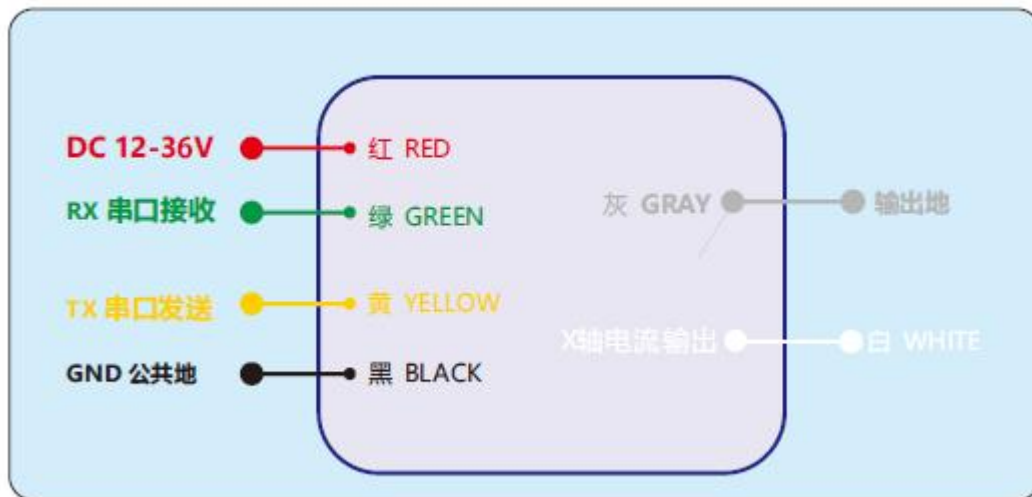 DC 12-36V
红 RED
RX 串口接收
绿 GREEN
TX 串口发送
黄 YELLOW
GND 公共地
黑 BLACK
灰 GRAY
输出地
X轴电流输出
白 WHITE